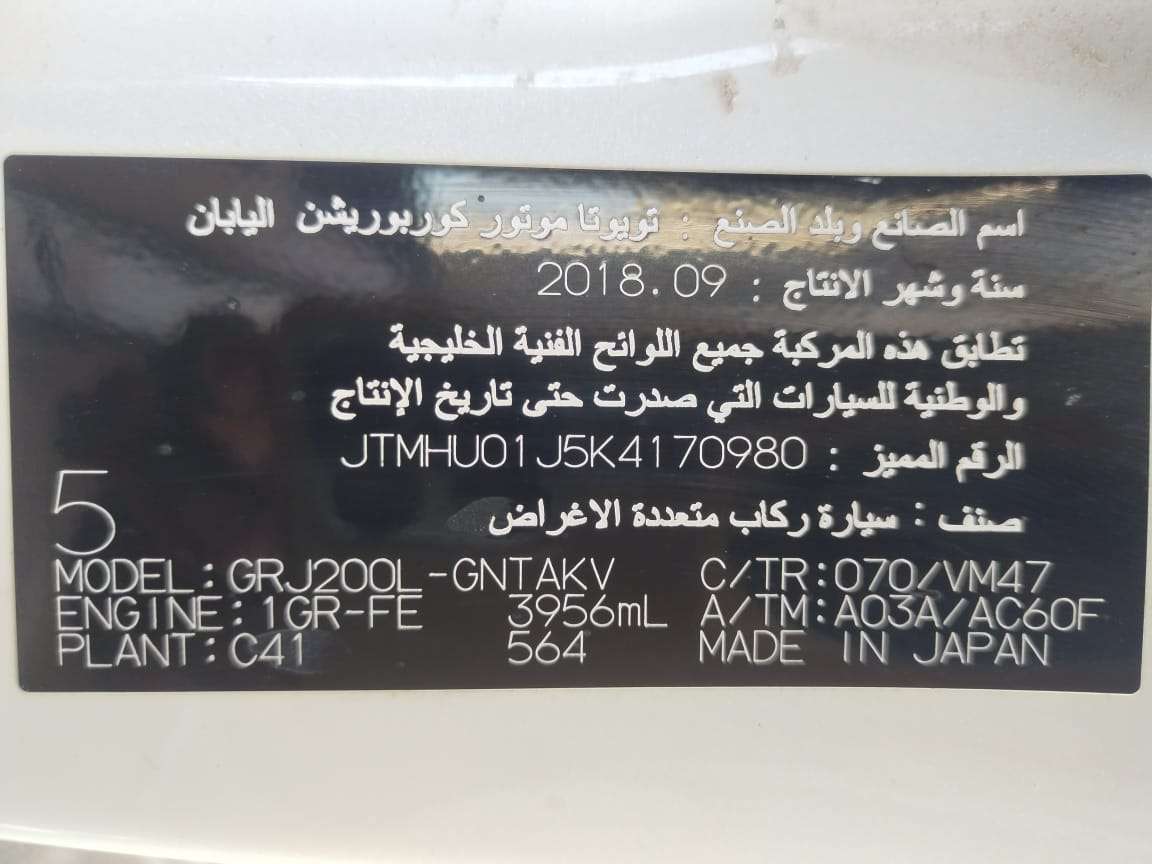 اسم الصانع وبلد الصنع : تويوتا موتور كوربوريشن اليابان
سنة وشهر الانتاج : 2018.09
تطابق هذه المركبة جميع اللوائح الفنية الخليجية
والوطنية للسيارات التي صدرت حتى تاريخ الإنتاج
الرقم المميز : JTMHU01J5K4170980
صنف : سيارة ركاب متعددة الاغراض
5
MODEL:GRJ200L-GNTAKV C/TR:070/VM47
ENGINE:1GR-FE 3956mL A/TM:A03A/AC60F
PLANT:C41 564 MADE IN JAPAN